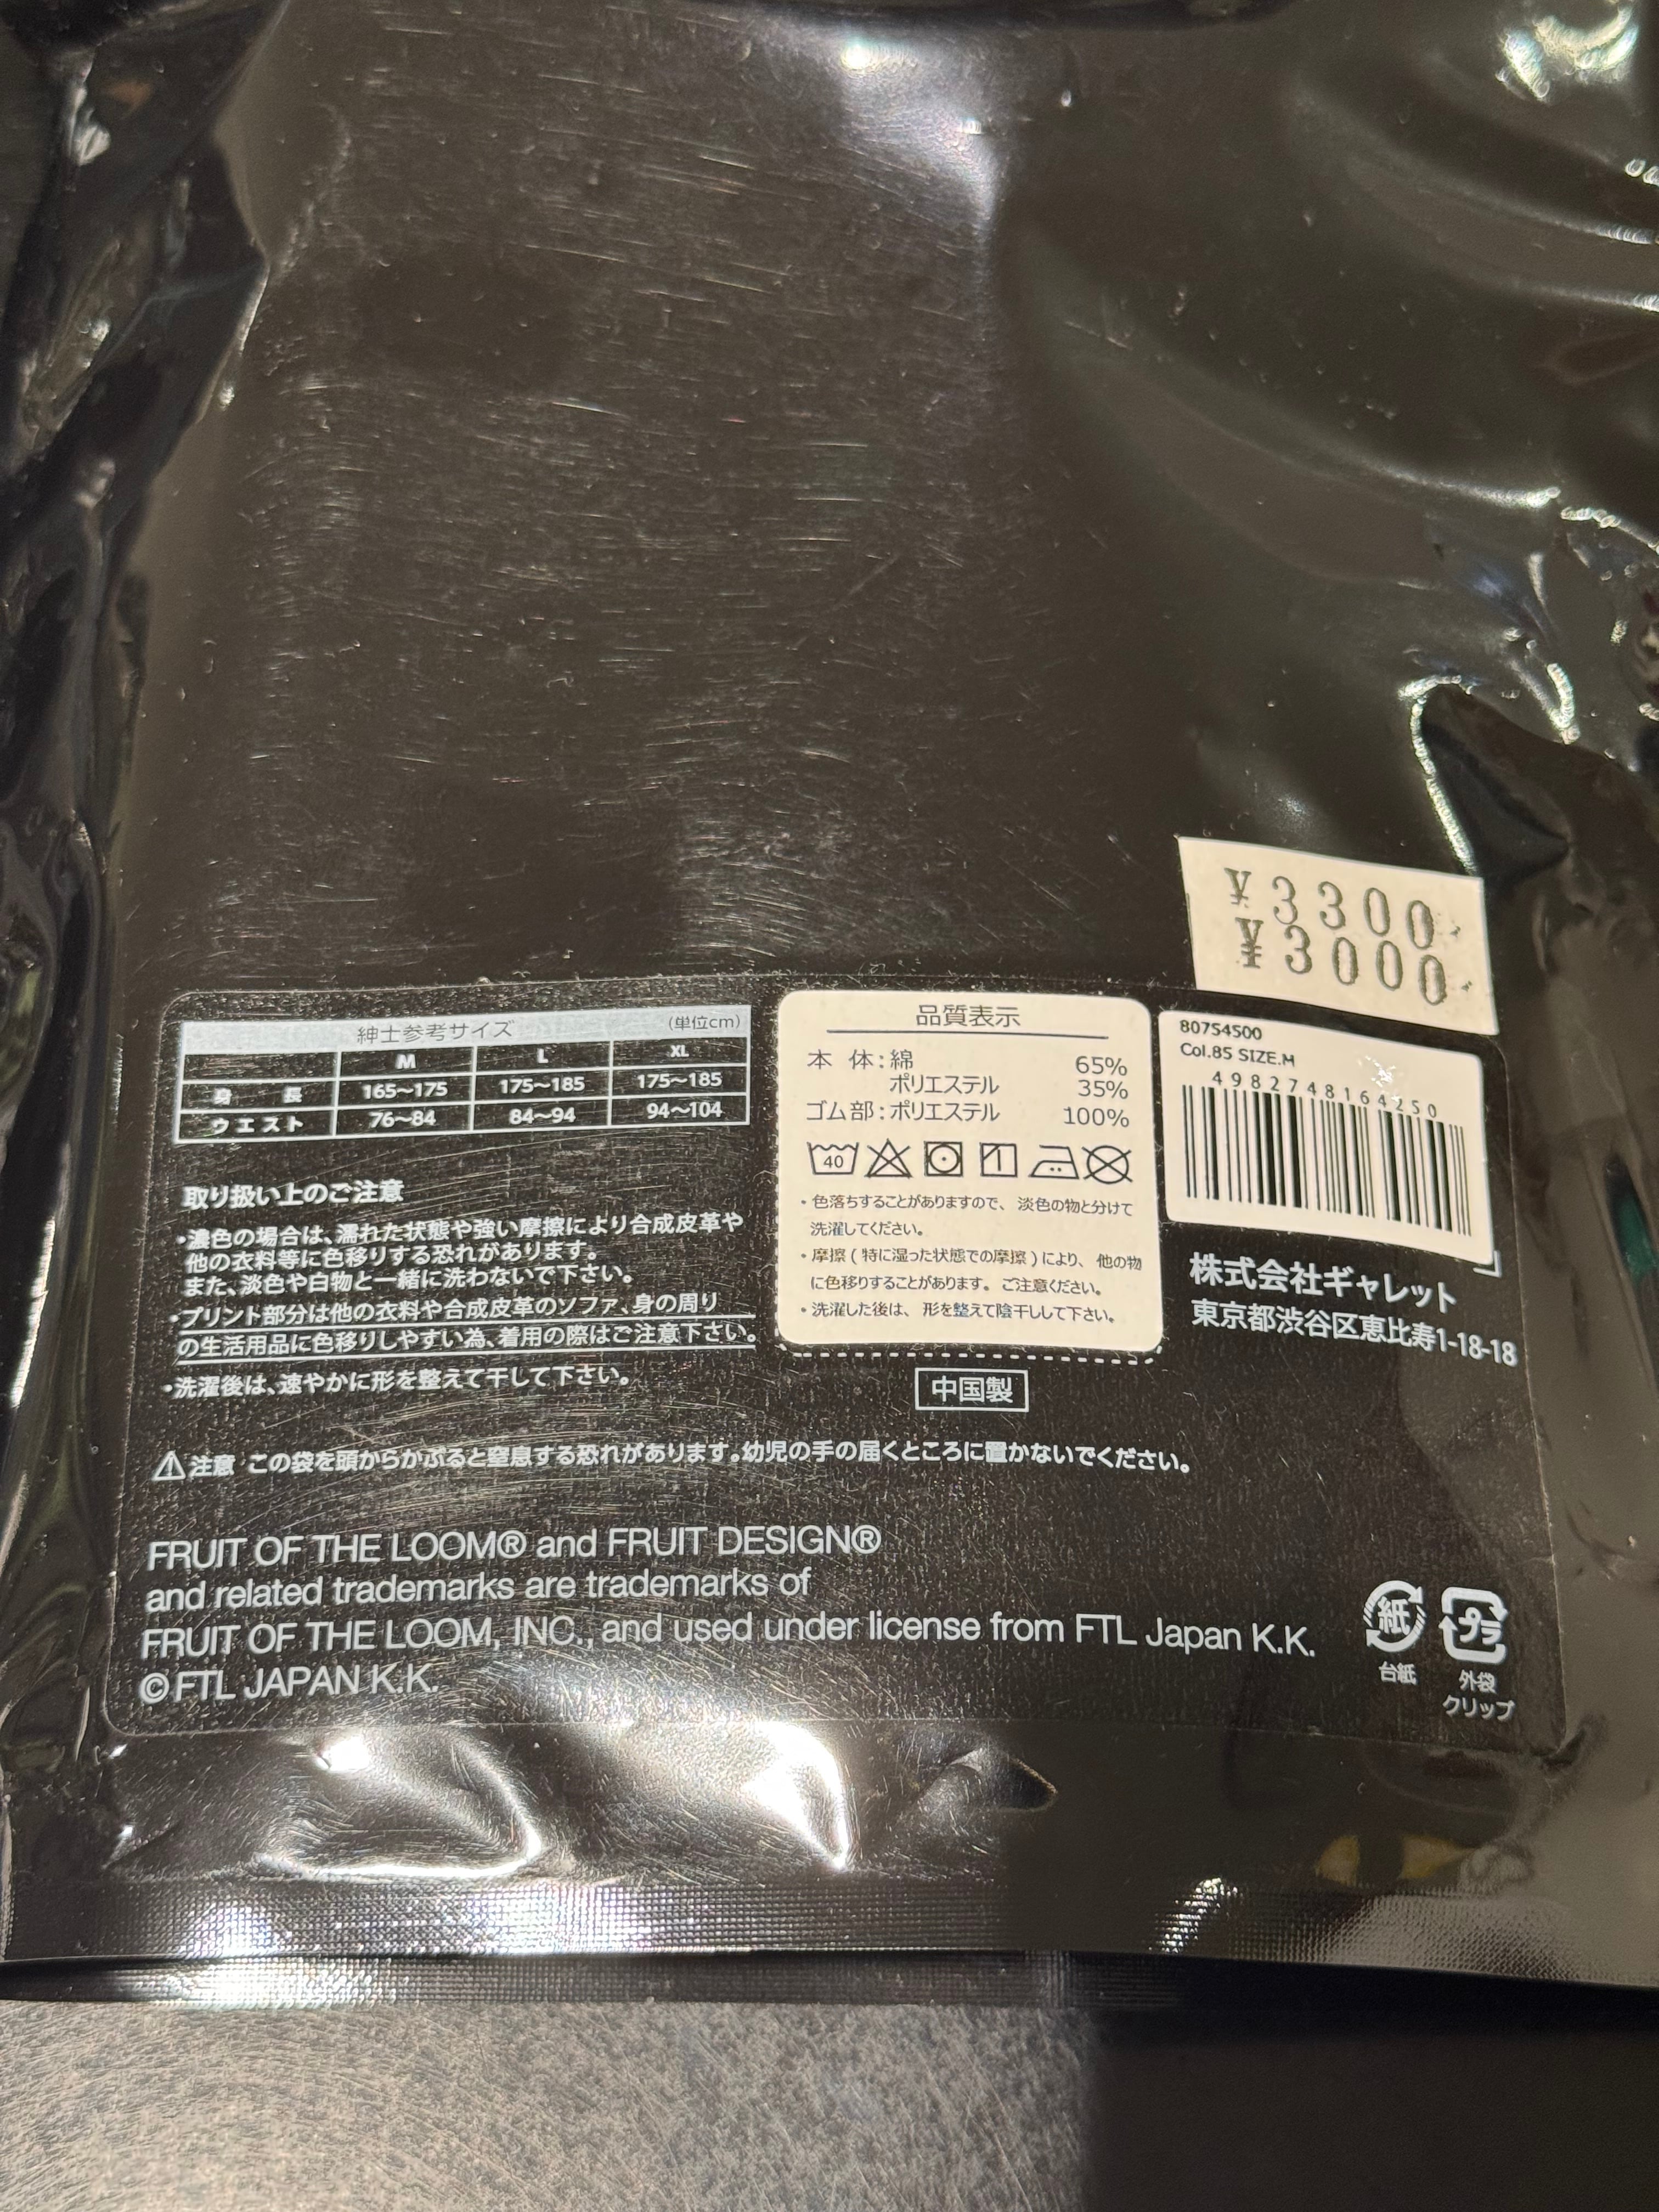 ¥3300
¥3000
紳士参考サイズ (単位cm)
M L XL
身長 165～175 175～185 175～185
ウエスト 76～84 84～94 94～104
取り扱い上のご注意
・濃色の場合は、濡れた状態や強い摩擦により合成皮革や
他の衣料等に色移りする恐れがあります。
また、淡色や白物と一緒に洗わないで下さい。
・プリント部分は他の衣料や合成皮革のソファ、身の周り
の生活用品に色移りしやすい為、着用の際はご注意下さい。
・洗濯後は、速やかに形を整えて干して下さい。
品質表示
本体:綿 65%
ポリエステル 35%
ゴム部:ポリエステル 100%
40
・色落ちすることがありますので、淡色の物と分けて
洗濯してください。
・摩擦(特に湿った状態での摩擦)により、他の物
に色移りすることがあります。ご注意ください。
・洗濯した後は、形を整えて陰干しして下さい。
中国製
80754500
Col.85 SIZE.M
4982748164250
株式会社ギャレット
東京都渋谷区恵比寿1-18-18
⚠注意 この袋を頭からかぶると窒息する恐れがあります。幼児の手の届くところに置かないでください。
FRUIT OF THE LOOM® and FRUIT DESIGN®
and related trademarks are trademarks of
FRUIT OF THE LOOM, INC., and used under license from FTL Japan K.K.
©FTL JAPAN K.K.
紙 プラ
台紙 外袋
クリップ